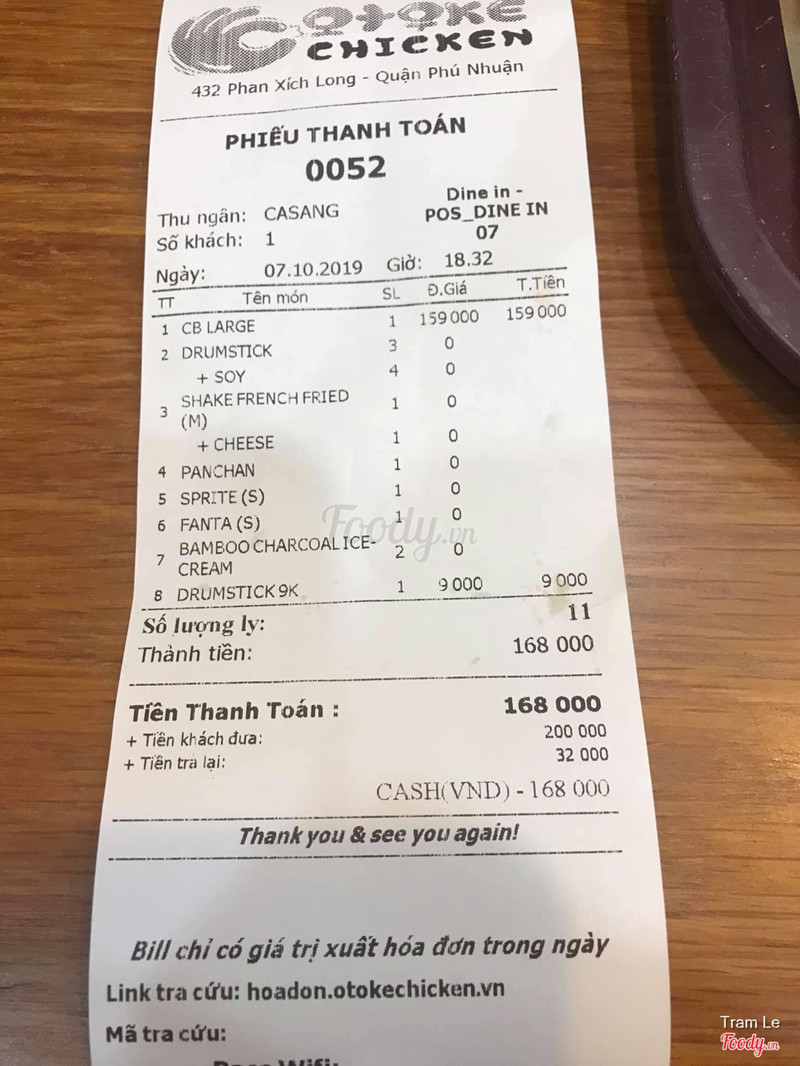 OTOKE
CHICKEN
432 Phan Xích Long - Quận Phú Nhuận
PHIẾU THANH TOÁN
0052
Thu ngân: CASANG
Dine in -
POS_DINE IN
07
Số khách: 1
Ngày: 07.10.2019 Giờ: 18.32
TT Tên món SL Đ.Giá T.Tiền
1 CB LARGE 1 159 000 159 000
2 DRUMSTICK 3 0
+ SOY 4 0
3 SHAKE FRENCH FRIED
(M) 1 0
+ CHEESE 1 0
4 PANCHAN 1 0
5 SPRITE (S) 1 0
6 FANTA (S) 1 0
7 BAMBOO CHARCOAL ICE-
CREAM 2 0
8 DRUMSTICK 9K 1 9 000 9 000
Số lượng ly: 11
Thành tiền: 168 000
Tiền Thanh Toán : 168 000
+ Tiền khách đưa: 200 000
+ Tiền trả lại: 32 000
CASH(VND) - 168 000
Thank you & see you again!
Bill chỉ có giá trị xuất hóa đơn trong ngày
Link tra cứu: hoadon.otokechicken.vn
Mã tra cứu:
Pass Wifi:
Foody.vn
Tram Le
Foody.vn